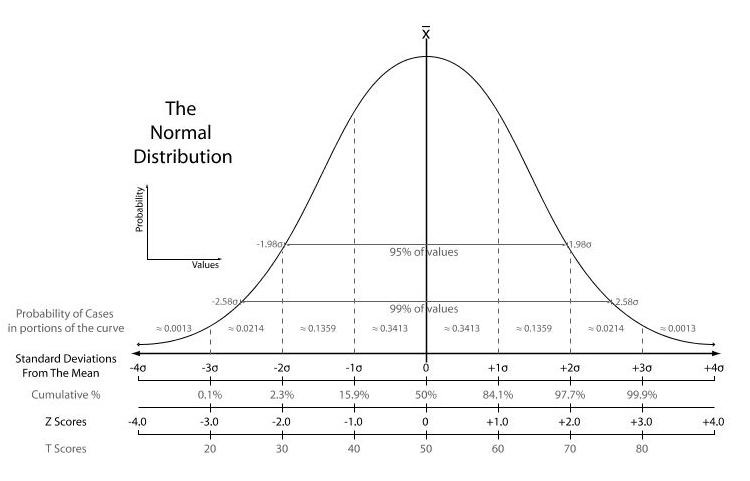 X̅
The
Normal
Distribution
Probability
Values
-1.98σ 1.98σ
95% of values
-2.58σ 2.58σ
99% of values
Probability of Cases
in portions of the curve
≈ 0.0013 ≈ 0.0214 ≈ 0.1359 ≈ 0.3413 ≈ 0.3413 ≈ 0.1359 ≈ 0.0214 ≈ 0.0013
Standard Deviations
From The Mean
-4σ -3σ -2σ -1σ 0 +1σ +2σ +3σ +4σ
Cumulative % 0.1% 2.3% 15.9% 50% 84.1% 97.7% 99.9%
Z Scores -4.0 -3.0 -2.0 -1.0 0 +1.0 +2.0 +3.0 +4.0
T Scores 20 30 40 50 60 70 80